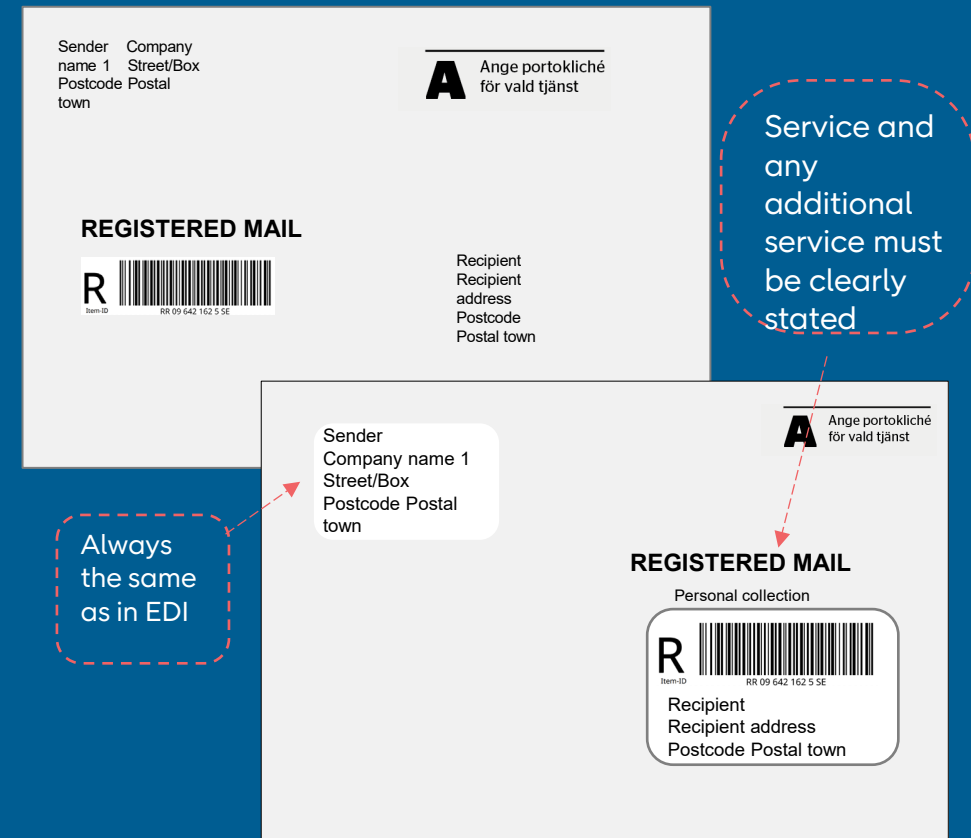 Sender Company
name 1 Street/Box
Postcode Postal
town
A
Ange portokliché
för vald tjänst
REGISTERED MAIL
R
Item-ID
RR 09 642 162 5 SE
Recipient
Recipient
address
Postcode
Postal town
Service and
any
additional
service must
be clearly
stated
Sender
Company name 1
Street/Box
Postcode Postal
town
A
Ange portokliché
för vald tjänst
Always
the same
as in EDI
REGISTERED MAIL
Personal collection
R
Item-ID
RR 09 642 162 5 SE
Recipient
Recipient address
Postcode Postal town